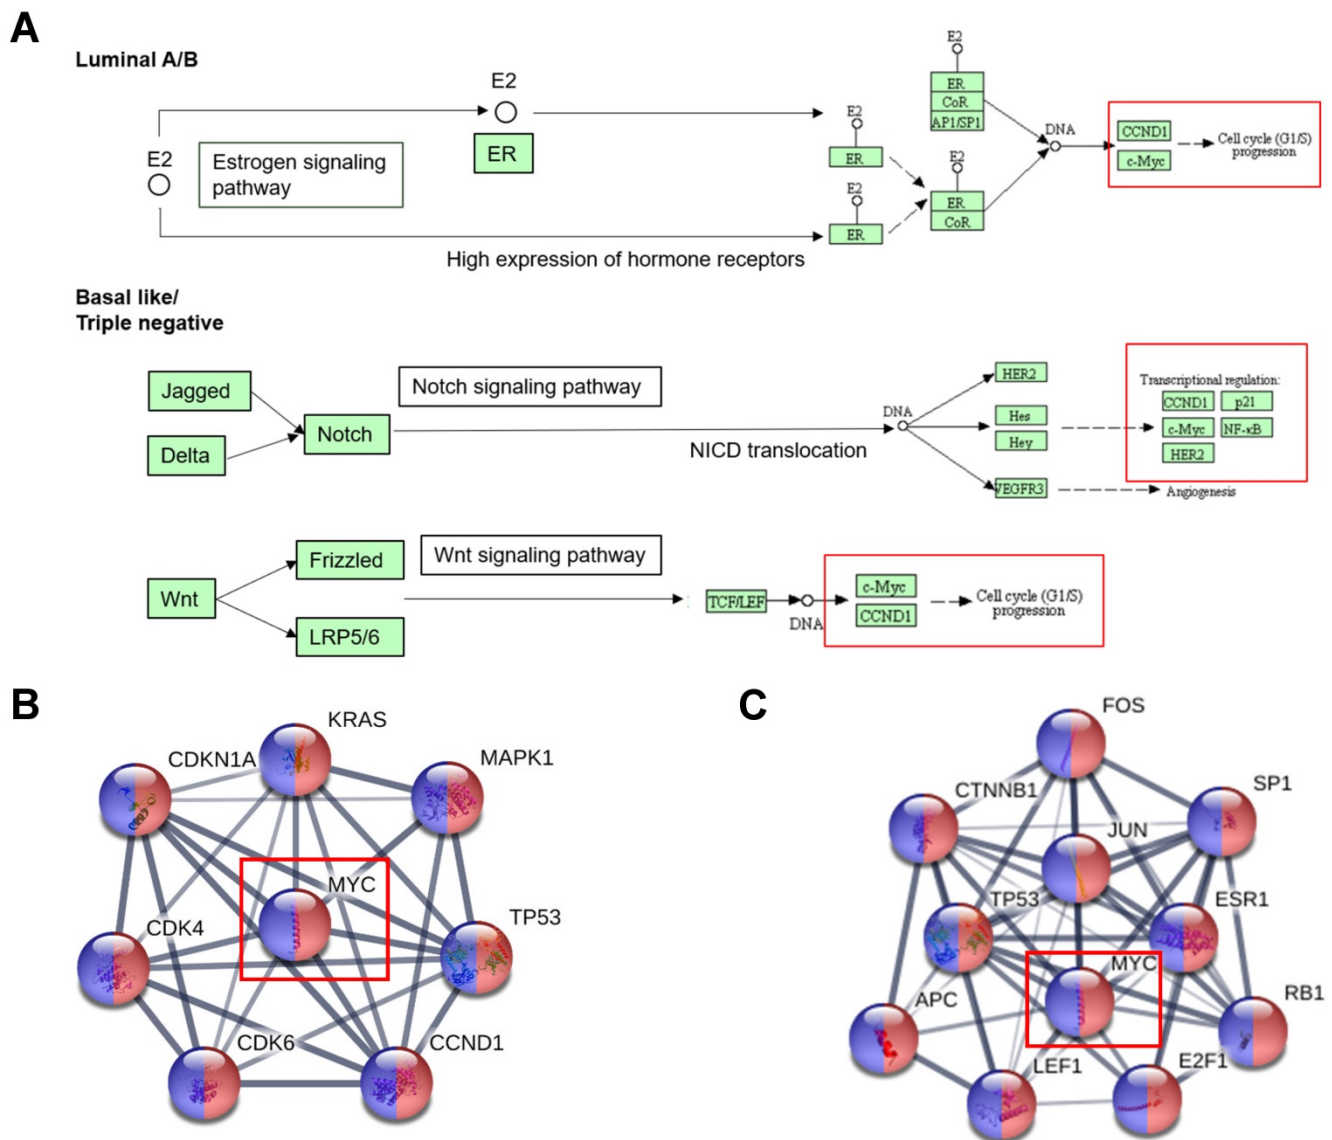 A
Luminal A/B
E2
E2
Estrogen signaling
pathway
ER
E2
ER
E2
ER
High expression of hormone receptors
E2
ER
CoR
AP1/SP1
E2
ER
CoR
DNA
CCND1
c-Myc
Cell cycle (G1/S)
progression
Basal like/
Triple negative
Jagged
Delta
Notch
Notch signaling pathway
NICD translocation
DNA
HER2
Hes
Hey
VEGFR3
Transcriptional regulation:
CCND1 p21
c-Myc NF-κB
HER2
Angiogenesis
Wnt
Frizzled
LRP5/6
Wnt signaling pathway
TCF/LEF
DNA
c-Myc
CCND1
Cell cycle (G1/S)
progression
B
KRAS
CDKN1A
MAPK1
MYC
TP53
CDK4
CDK6
CCND1
C
FOS
CTNNB1
SP1
JUN
TP53
ESR1
MYC
APC
RB1
LEF1
E2F1